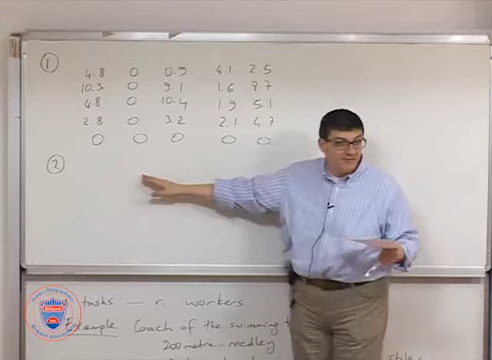 ① 4.8 0 0.9 4.1 2.5
10.3 0 9.1 1.6 8.7
4.8 0 10.4 1.9 5.1
2.8 0 3.2 2.1 4.7
0 0 0 0 0
②
tasks — r. workers
Example Coach of the swimming
200 metre - medley
Bilkent